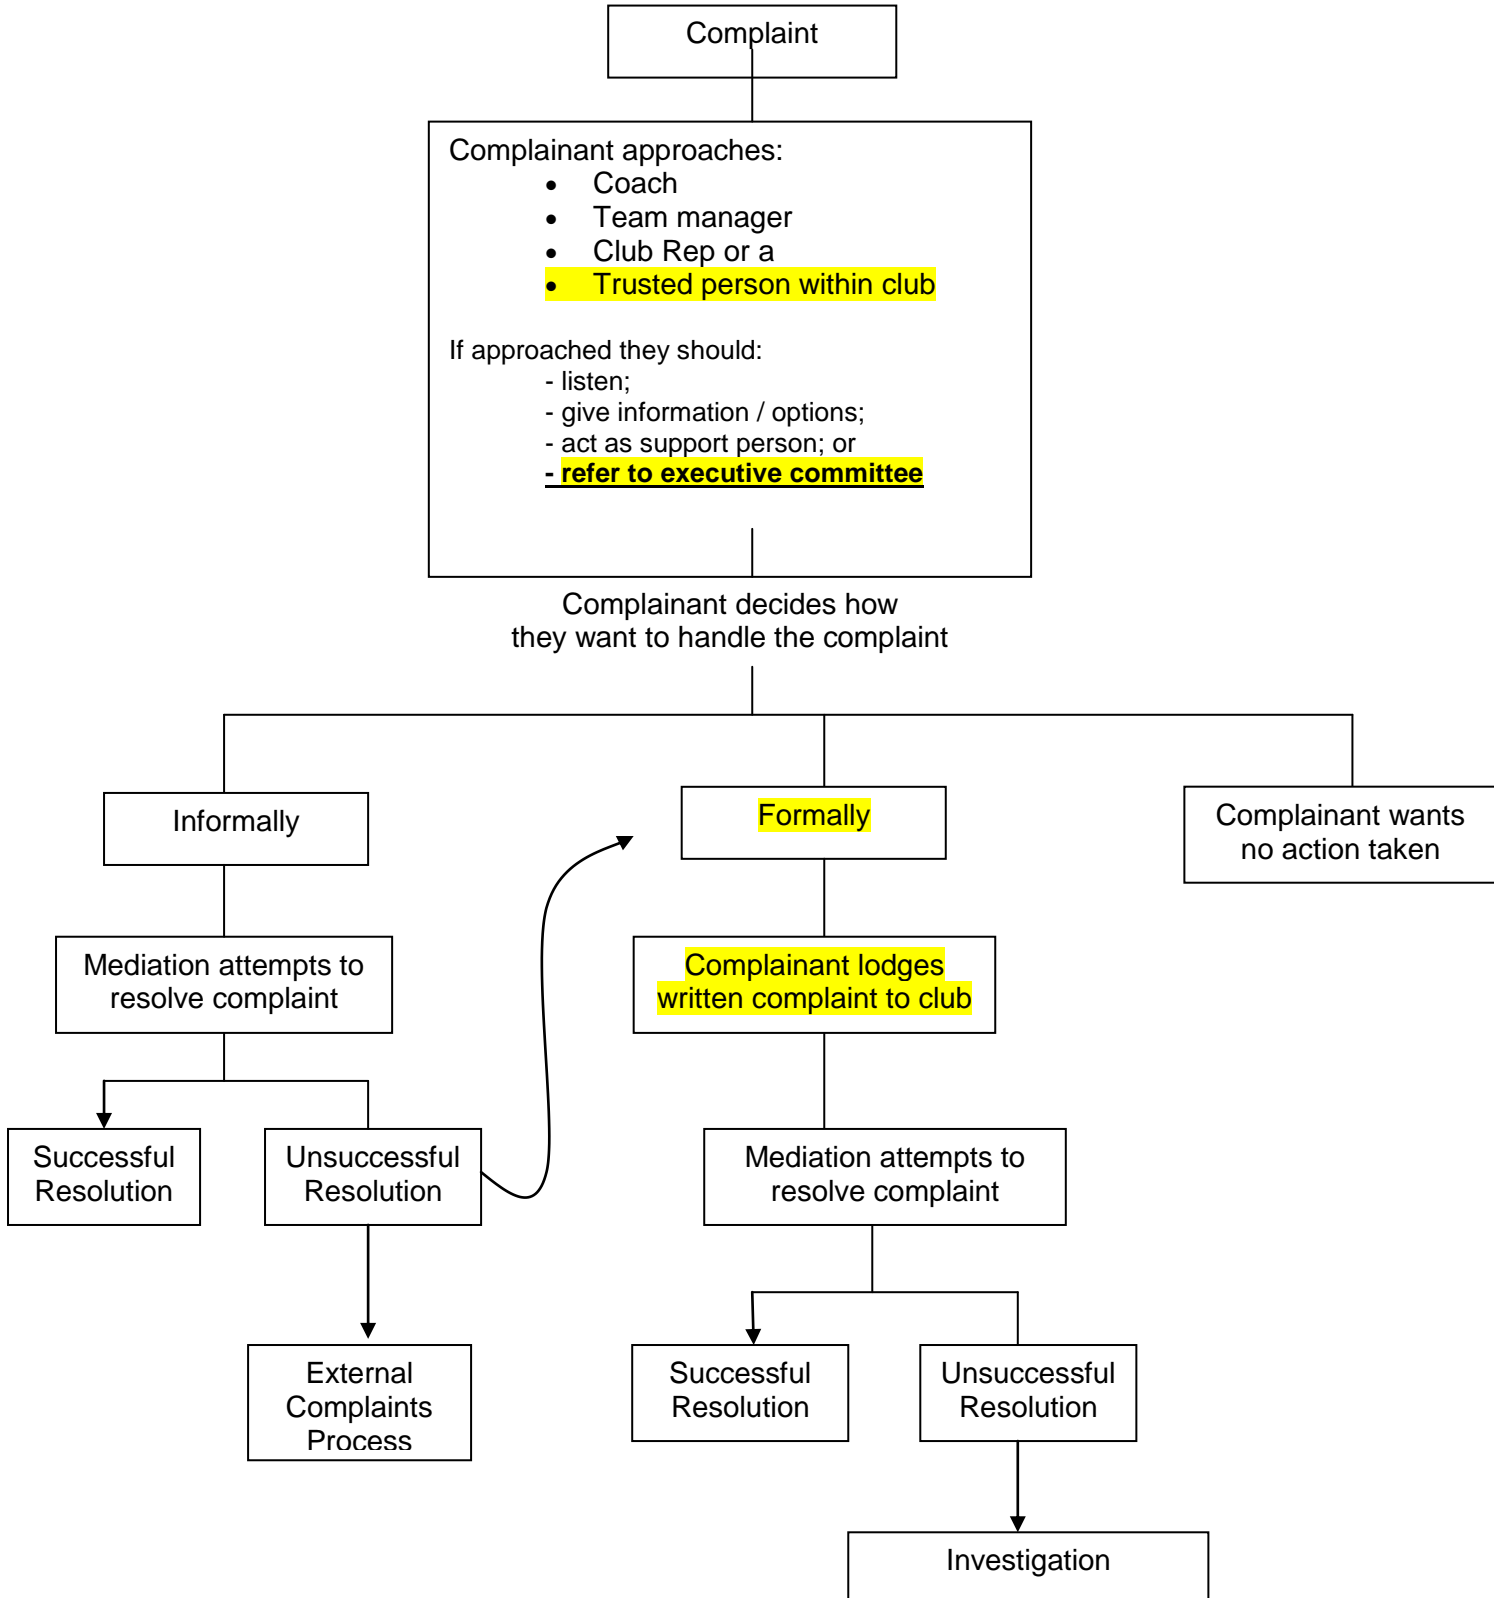 Complaint
Complainant approaches:
• Coach
• Team manager
• Club Rep or a
• Trusted person within club
If approached they should:
- listen;
- give information / options;
- act as support person; or
- refer to executive committee
Complainant decides how
they want to handle the complaint
Informally
Formally
Complainant wants
no action taken
Mediation attempts to
resolve complaint
Complainant lodges
written complaint to club
Successful
Resolution
Unsuccessful
Resolution
Mediation attempts to
resolve complaint
External
Complaints
Process
Successful
Resolution
Unsuccessful
Resolution
Investigation